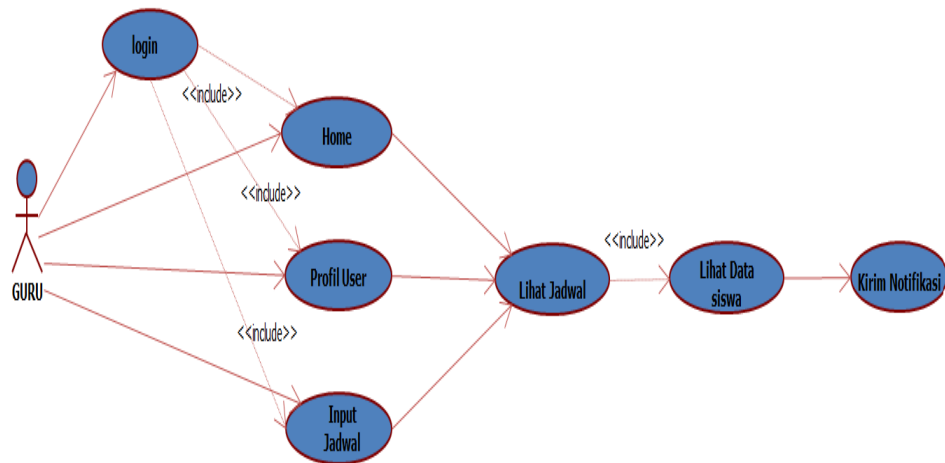 login
<<include>>
Home
<<include>>
GURU
Profil User
<<include>>
Lihat Jadwal
Lihat Data
siswa
Kirim Notifikasi
<<include>>
Input
Jadwal